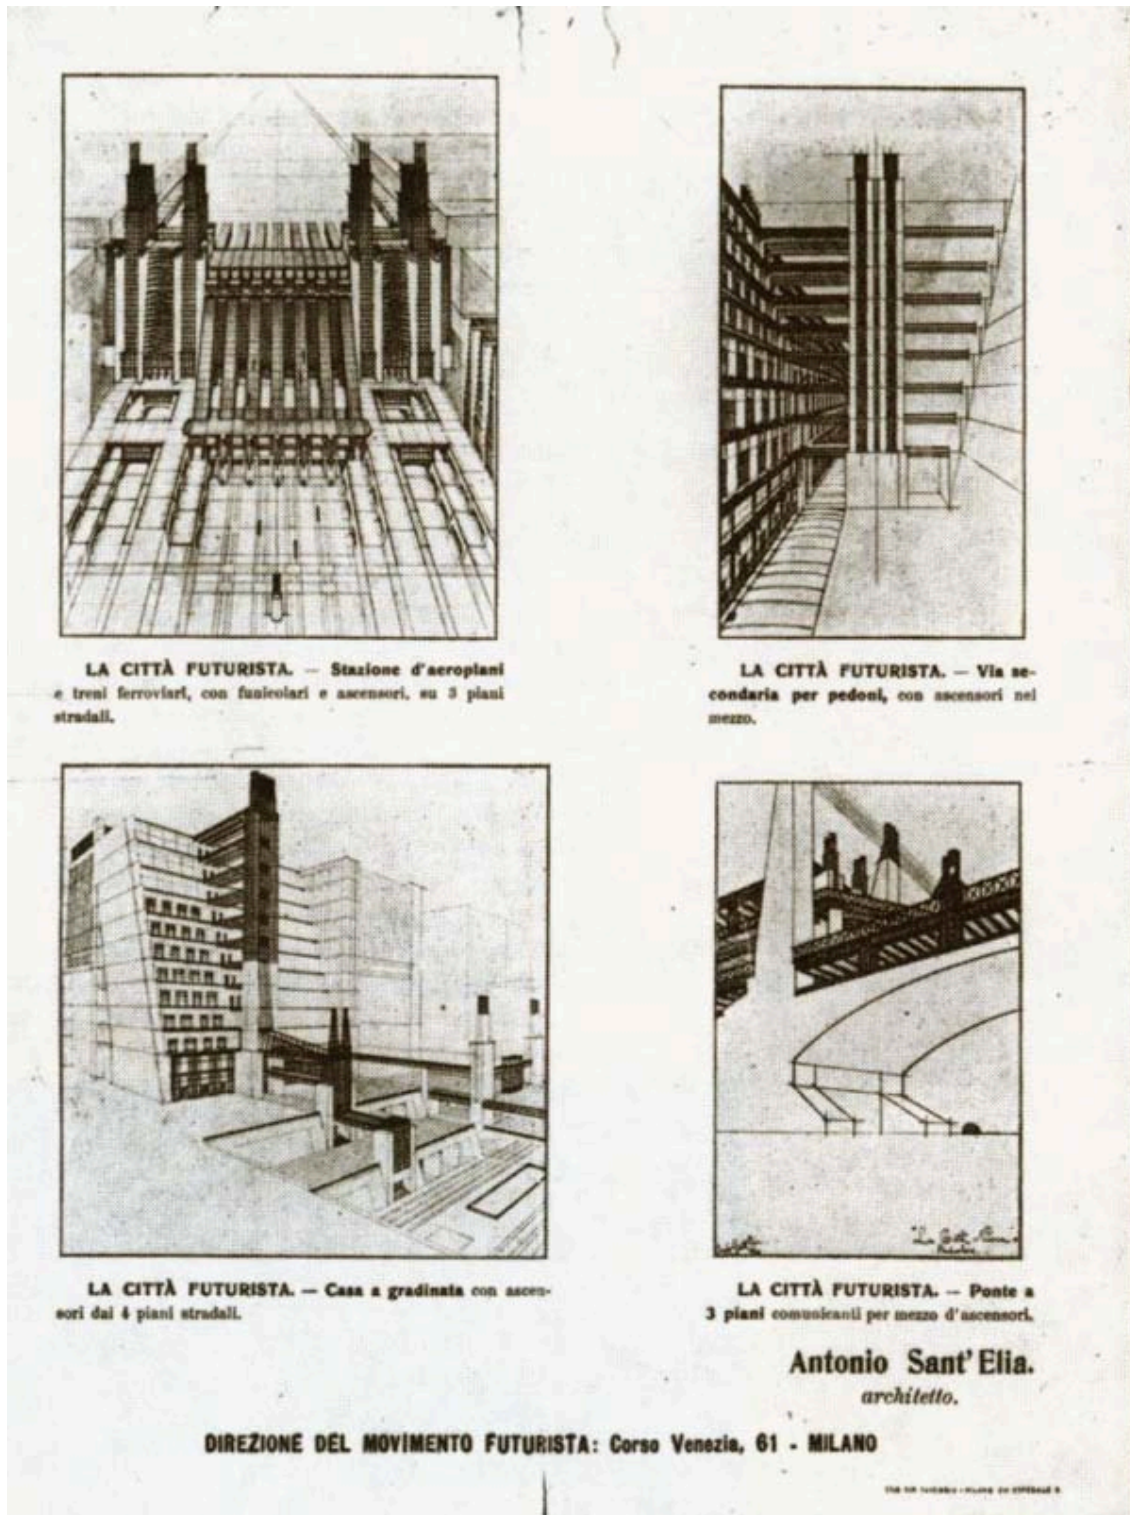 LA CITTÀ FUTURISTA. — Stazione d'aeroplani
e treni ferroviari, con funicolari e ascensori, su 3 piani
stradali.
LA CITTÀ FUTURISTA. — Via se-
condaria per pedoni, con ascensori nel
mezzo.
LA CITTÀ FUTURISTA. — Casa a gradinata con ascen-
sori dai 4 piani stradali.
LA CITTÀ FUTURISTA. — Ponte a
3 piani comunicanti per mezzo d'ascensori.
Antonio Sant' Elia.
architetto.
DIREZIONE DEL MOVIMENTO FUTURISTA: Corso Venezia, 61 - MILANO